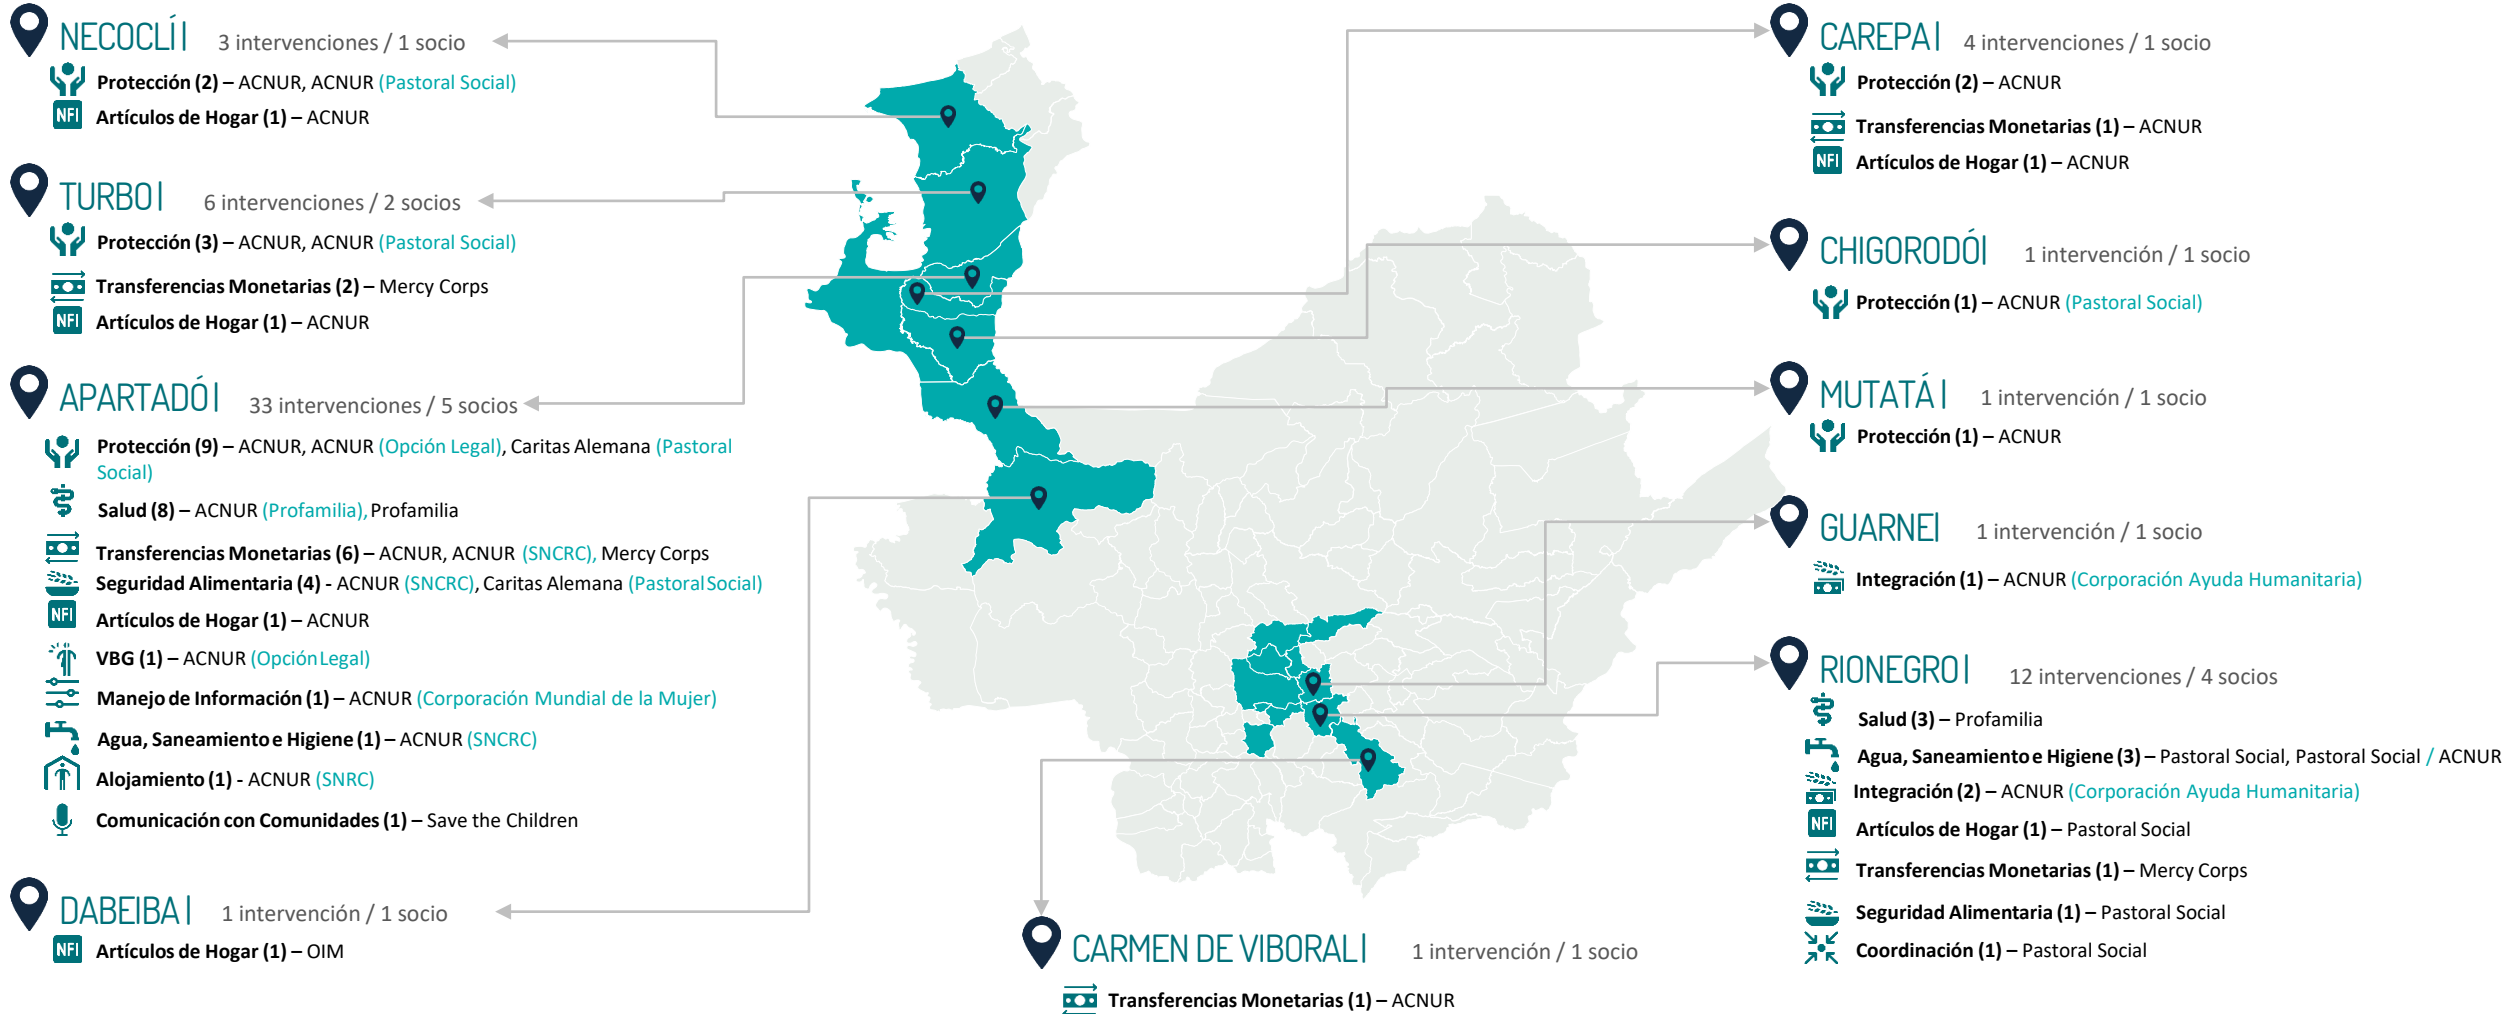 NECOCLÍ| 3 intervenciones / 1 socio
Protección (2) – ACNUR, ACNUR (Pastoral Social)
NFI Artículos de Hogar (1) – ACNUR
TURBO| 6 intervenciones / 2 socios
Protección (3) – ACNUR, ACNUR (Pastoral Social)
Transferencias Monetarias (2) – Mercy Corps
NFI Artículos de Hogar (1) – ACNUR
APARTADÓ| 33 intervenciones / 5 socios
Protección (9) – ACNUR, ACNUR (Opción Legal), Caritas Alemana (Pastoral
Social)
Salud (8) – ACNUR (Profamilia), Profamilia
Transferencias Monetarias (6) – ACNUR, ACNUR (SNCRC), Mercy Corps
Seguridad Alimentaria (4) - ACNUR (SNCRC), Caritas Alemana (Pastoral Social)
NFI Artículos de Hogar (1) – ACNUR
VBG (1) – ACNUR (Opción Legal)
Manejo de Información (1) – ACNUR (Corporación Mundial de la Mujer)
Agua, Saneamiento e Higiene (1) – ACNUR (SNCRC)
Alojamiento (1) - ACNUR (SNRC)
Comunicación con Comunidades (1) – Save the Children
DABEIBA| 1 intervención / 1 socio
NFI Artículos de Hogar (1) – OIM
CARMEN DE VIBORAL| 1 intervención / 1 socio
Transferencias Monetarias (1) – ACNUR
CAREPA| 4 intervenciones / 1 socio
Protección (2) – ACNUR
Transferencias Monetarias (1) – ACNUR
NFI Artículos de Hogar (1) – ACNUR
CHIGORODÓ| 1 intervención / 1 socio
Protección (1) – ACNUR (Pastoral Social)
MUTATÁ| 1 intervención / 1 socio
Protección (1) – ACNUR
GUARNE| 1 intervención / 1 socio
Integración (1) – ACNUR (Corporación Ayuda Humanitaria)
RIONEGRO| 12 intervenciones / 4 socios
Salud (3) – Profamilia
Agua, Saneamiento e Higiene (3) – Pastoral Social, Pastoral Social / ACNUR
Integración (2) – ACNUR (Corporación Ayuda Humanitaria)
NFI Artículos de Hogar (1) – Pastoral Social
Transferencias Monetarias (1) – Mercy Corps
Seguridad Alimentaria (1) – Pastoral Social
Coordinación (1) – Pastoral Social